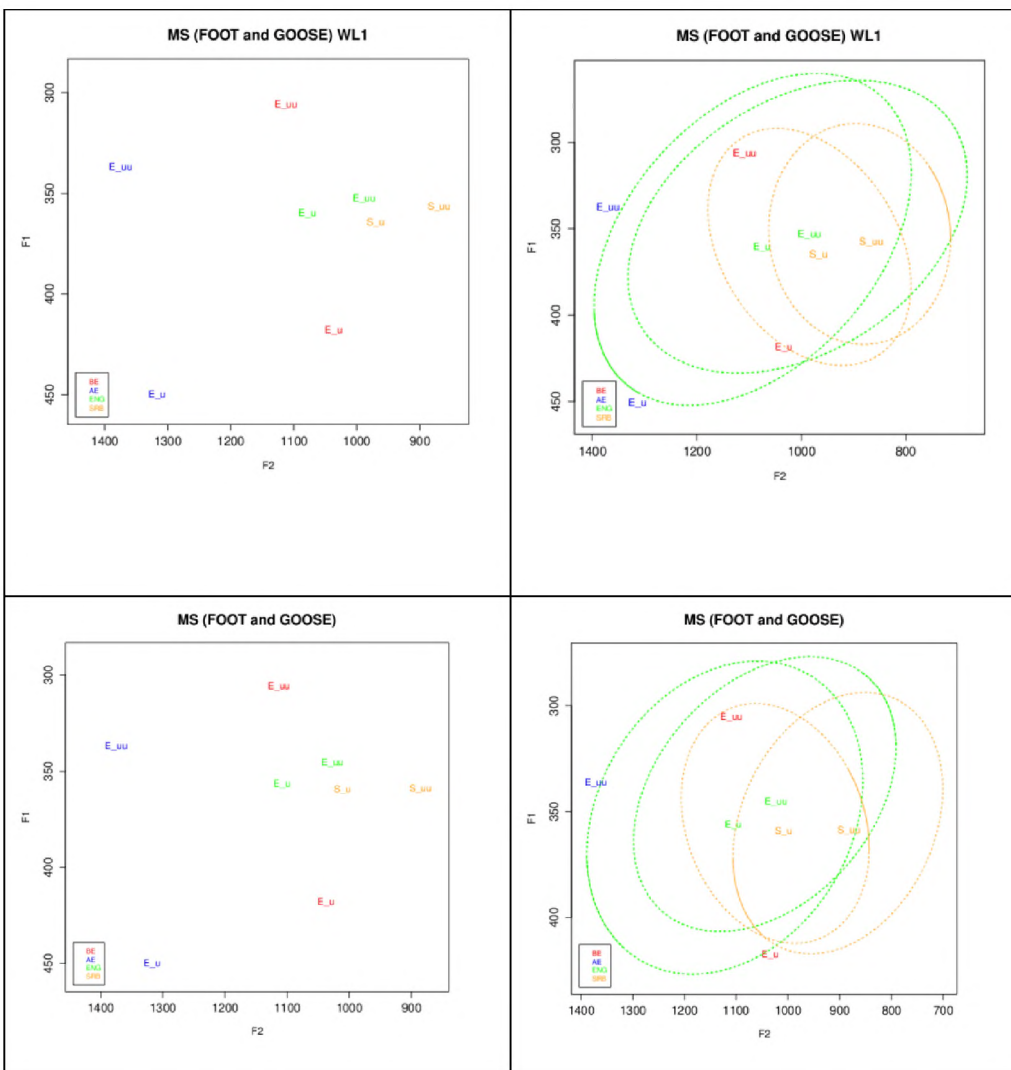 MS (FOOT and GOOSE) WL1
300
350
400
450
F1
E_uu
E_uu
E_uu
E_u
S_uu
S_u
E_u
E_u
BE
AE
ENG
SRB
1400 1300 1200 1100 1000 900
F2
MS (FOOT and GOOSE) WL1
300
350
400
450
F1
E_uu
E_uu
E_uu
E_u
S_uu
S_u
E_u
E_u
BE
AE
ENG
SRB
1400 1200 1000 800
F2
MS (FOOT and GOOSE)
300
350
400
450
F1
E_uu
E_uu
E_uu
E_u
S_u
S_uu
E_u
E_u
BE
AE
ENG
SRB
1400 1300 1200 1100 1000 900
F2
MS (FOOT and GOOSE)
300
350
400
F1
E_uu
E_uu
E_uu
E_u
S_u
S_uu
E_u
BE
AE
ENG
SRB
1400 1300 1200 1100 1000 900 800 700
F2